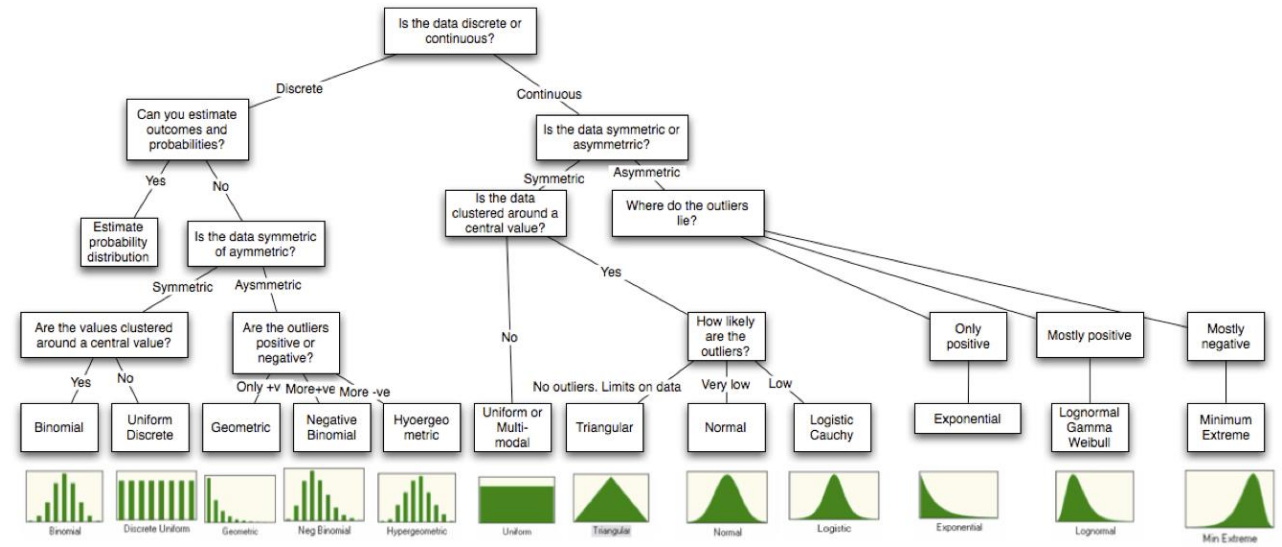 Is the data discrete or
continuous?
Discrete
Continuous
Can you estimate
outcomes and
probabilities?
Is the data symmetric or
asymmetrric?
Yes
No
Symmetric
Asymmetric
Estimate
probability
distribution
Is the data symmetric
of aymmetric?
Is the data
clustered around a
central value?
Where do the outliers
lie?
Symmetric
Aysmmetric
Yes
No
Are the values clustered
around a central value?
Are the outliers
positive or
negative?
How likely
are the
outliers?
Only
positive
Mostly positive
Mostly
negative
Yes
No
Only +v
More+ve
More -ve
No outliers. Limits on data
Very low
Low
Binomial
Uniform
Discrete
Geometric
Negative
Binomial
Hyoergeo
metric
Uniform or
Multi-
modal
Triangular
Normal
Logistic
Cauchy
Exponential
Lognormal
Gamma
Weibull
Minimum
Extreme
Binomial
Discrete Uniform
Geometric
Neg Binomial
Hypergeometric
Uniform
Triangular
Normal
Logistic
Exponential
Lognormal
Min Extreme